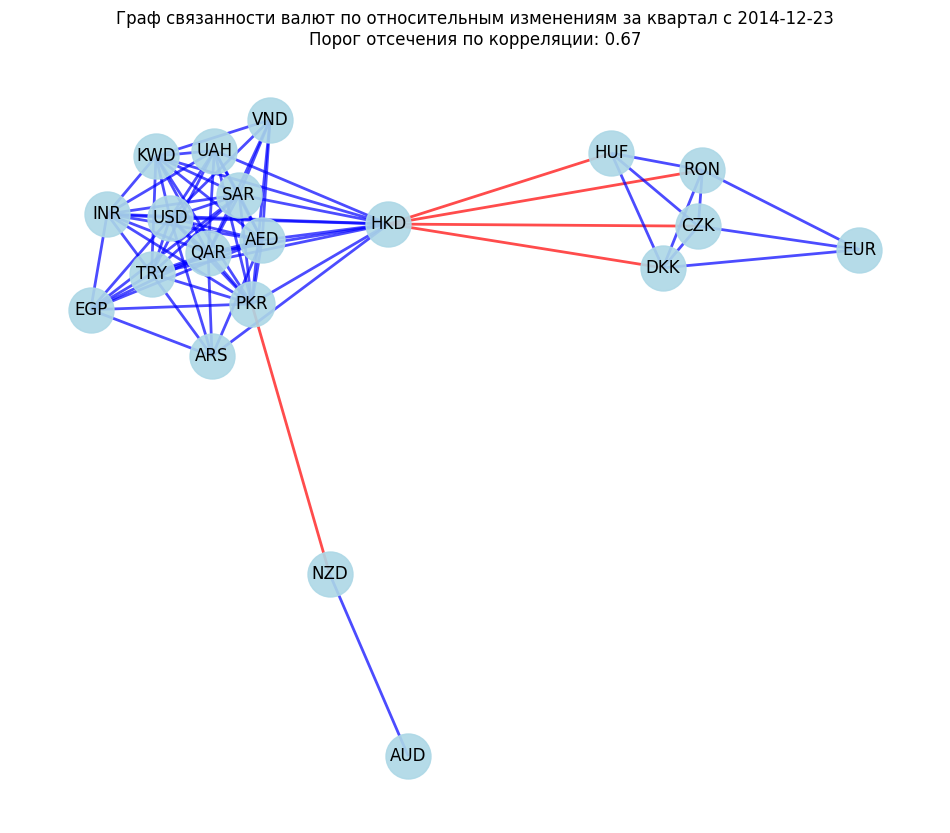 Граф связанности валют по относительным изменениям за квартал с 2014-12-23
Порог отсечения по корреляции: 0.67
VND
KWD
UAH
HUF
RON
SAR
INR
USD
HKD
CZK
AED
QAR
EUR
TRY
DKK
EGP
PKR
ARS
NZD
AUD